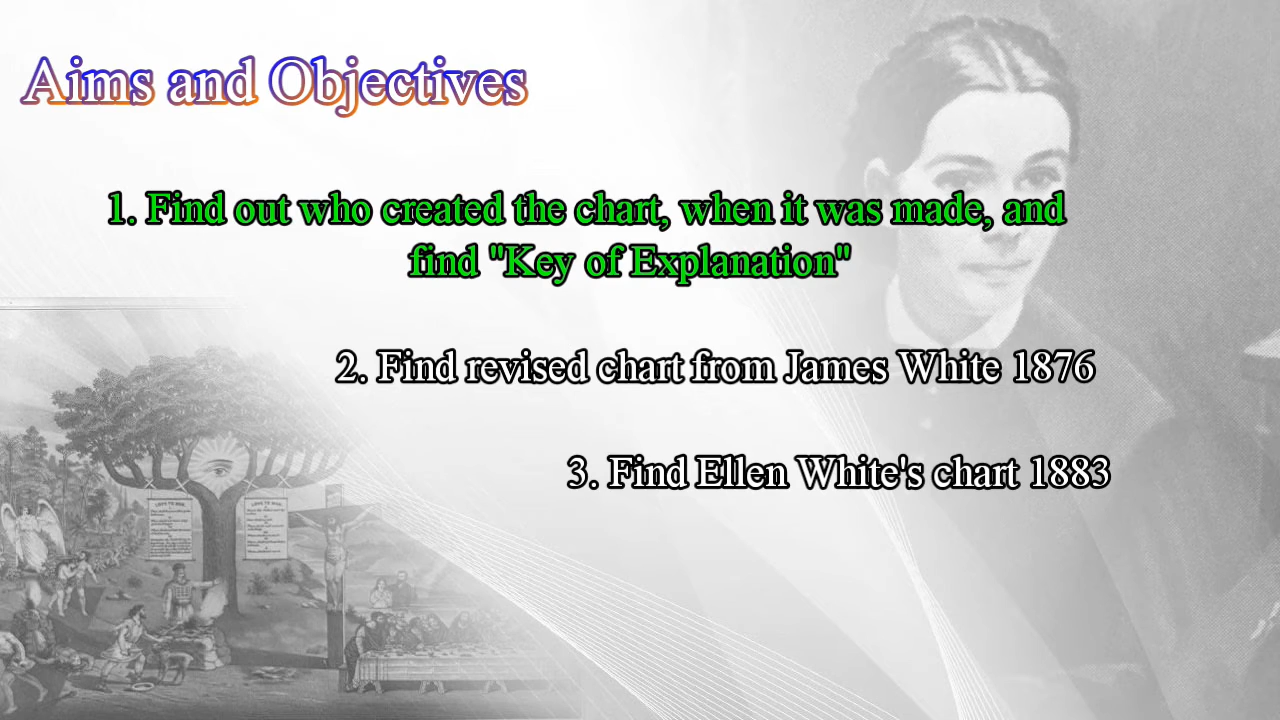 Aims and Objectives
1. Find out who created the chart, when it was made, and
find "Key of Explanation"
2. Find revised chart from James White 1876
3. Find Ellen White's chart 1883